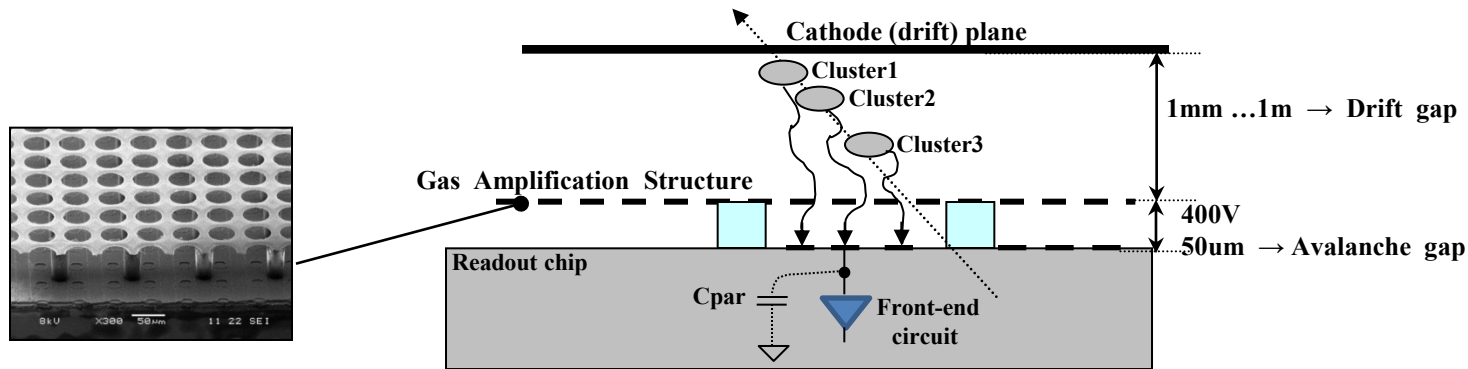 Cathode (drift) plane
Cluster1
Cluster2
1mm …1m → Drift gap
Cluster3
Gas Amplification Structure
400V
50um → Avalanche gap
Readout chip
Cpar
Front-end
circuit
8kV X300 50µm 11 22 SEI